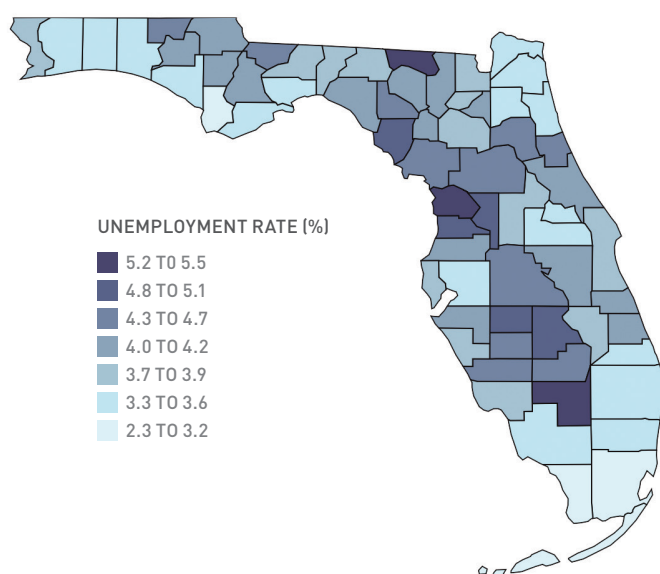 UNEMPLOYMENT RATE (%)
5.2 TO 5.5
4.8 TO 5.1
4.3 TO 4.7
4.0 TO 4.2
3.7 TO 3.9
3.3 TO 3.6
2.3 TO 3.2